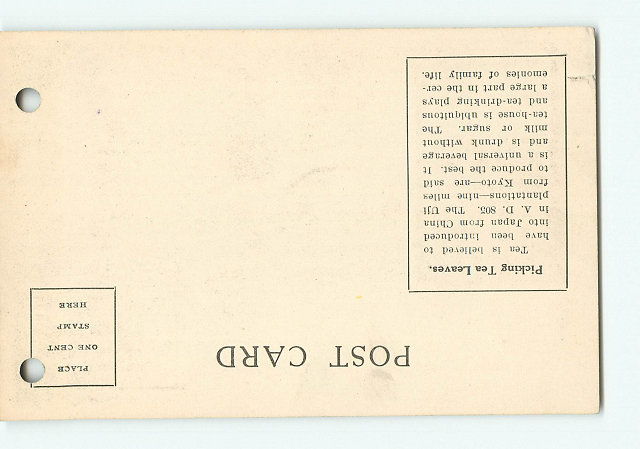 POST CARD
PLACE
ONE CENT
STAMP
HERE
Picking Tea Leaves.
Tea is believed to
have been introduced
into Japan from China
in A. D. 805. The Uji
plantations—nine miles
from Kyoto—are said
to produce the best. It
is a universal beverage
and is drunk without
milk or sugar. The
tea-house is ubiquitous
and tea-drinking plays
a large part in the cer-
emonies of family life.